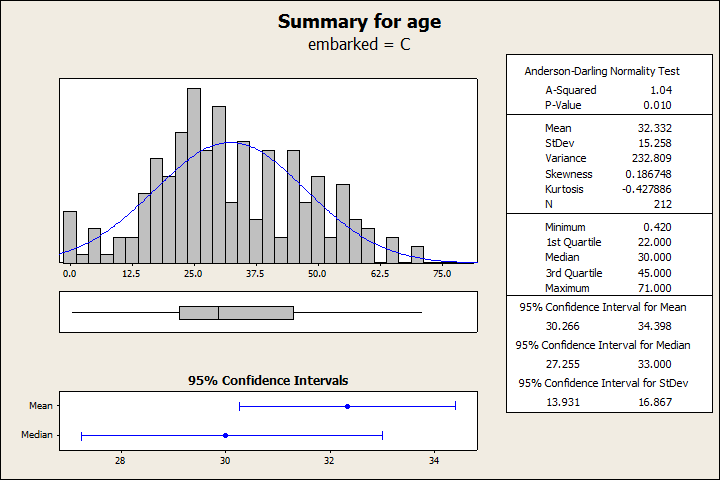 Summary for age
embarked = C
0.0 12.5 25.0 37.5 50.0 62.5 75.0
95% Confidence Intervals
Mean
Median
28 30 32 34
Anderson-Darling Normality Test
A-Squared 1.04
P-Value 0.010
Mean 32.332
StDev 15.258
Variance 232.809
Skewness 0.186748
Kurtosis -0.427886
N 212
Minimum 0.420
1st Quartile 22.000
Median 30.000
3rd Quartile 45.000
Maximum 71.000
95% Confidence Interval for Mean
30.266 34.398
95% Confidence Interval for Median
27.255 33.000
95% Confidence Interval for StDev
13.931 16.867